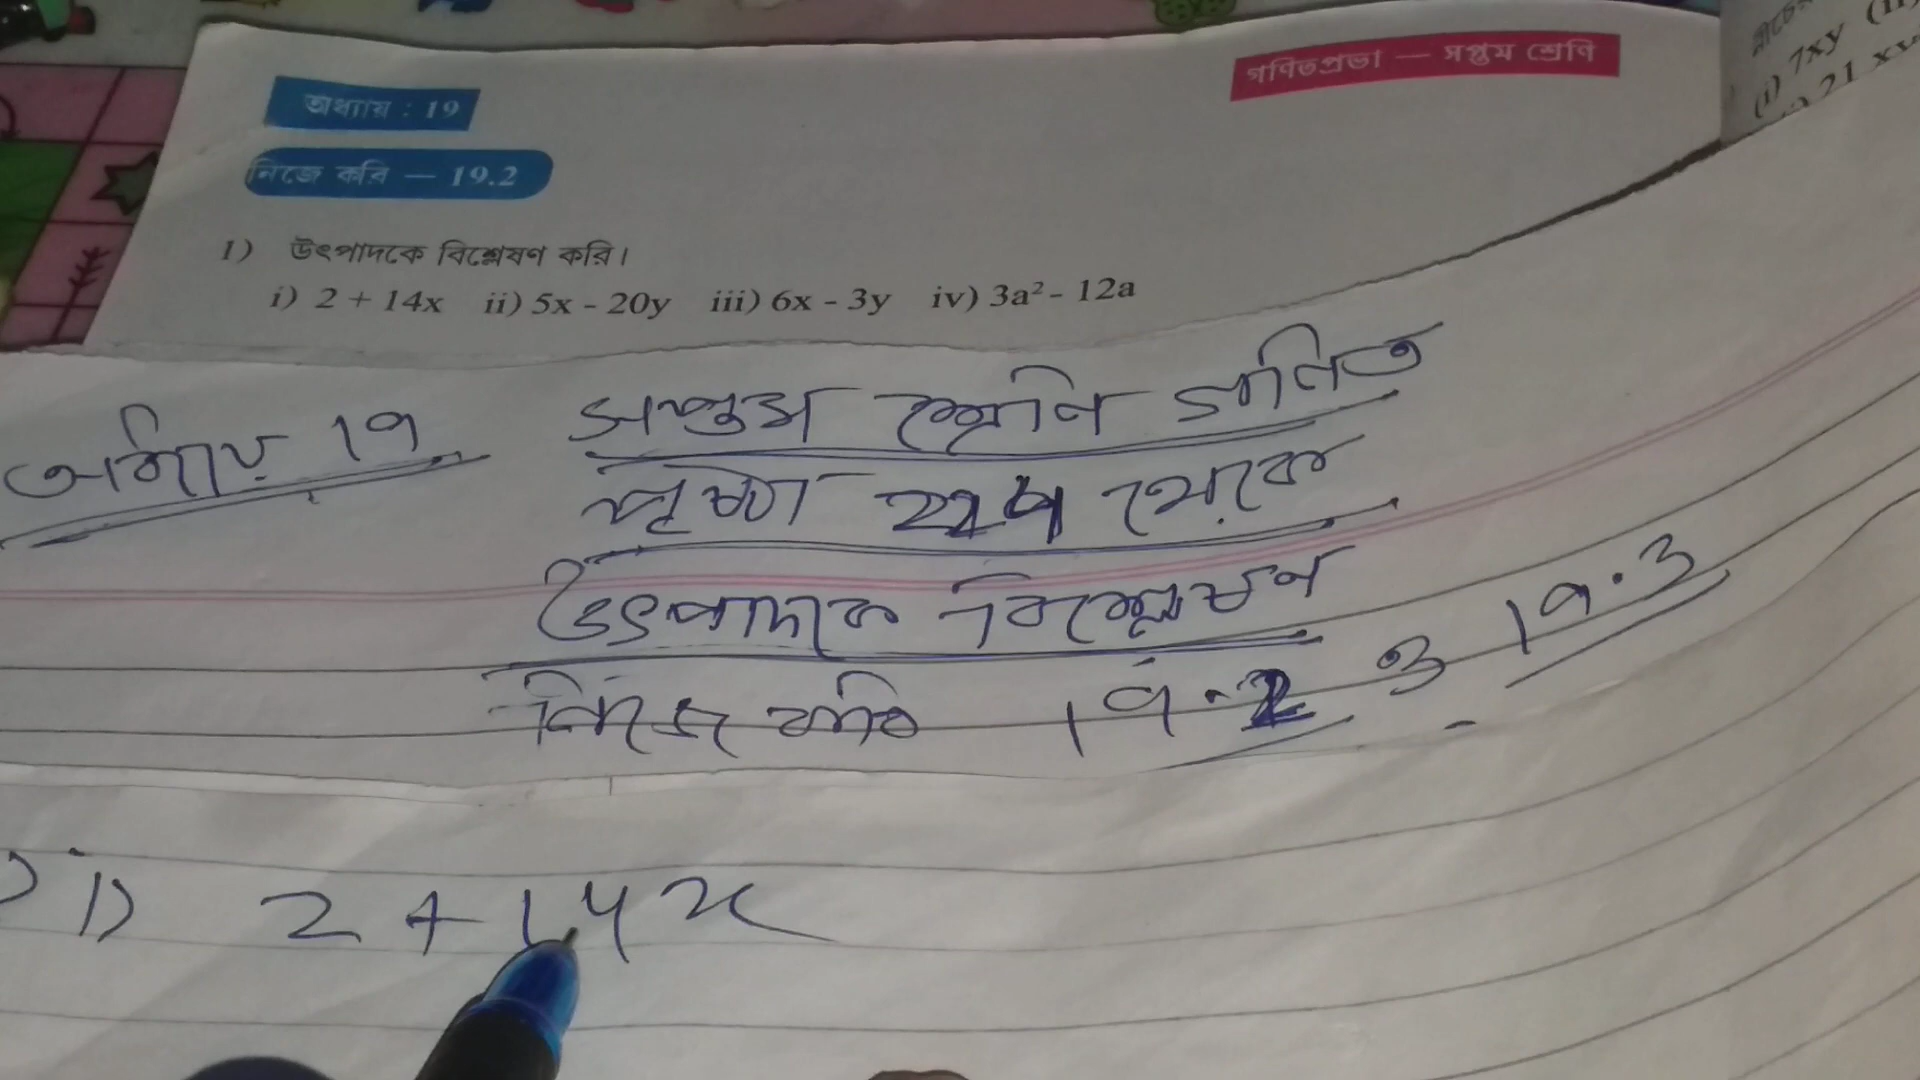 গণিতপ্রভা — সপ্তম শ্রেণি
অধ্যায় : 19
নিজে করি — 19.2
1) উৎপাদকে বিশ্লেষণ করি।
i) 2 + 14x ii) 5x - 20y iii) 6x - 3y iv) 3a² - 12a
(i) 7xy
21
অধ্যায় 19
সপ্তম শ্রেণি গণিত
পৃষ্ঠা থেকে
উৎপাদকে বিশ্লেষণ
নিজে করি 19.2 ও 19.3
i) 2 + 14x